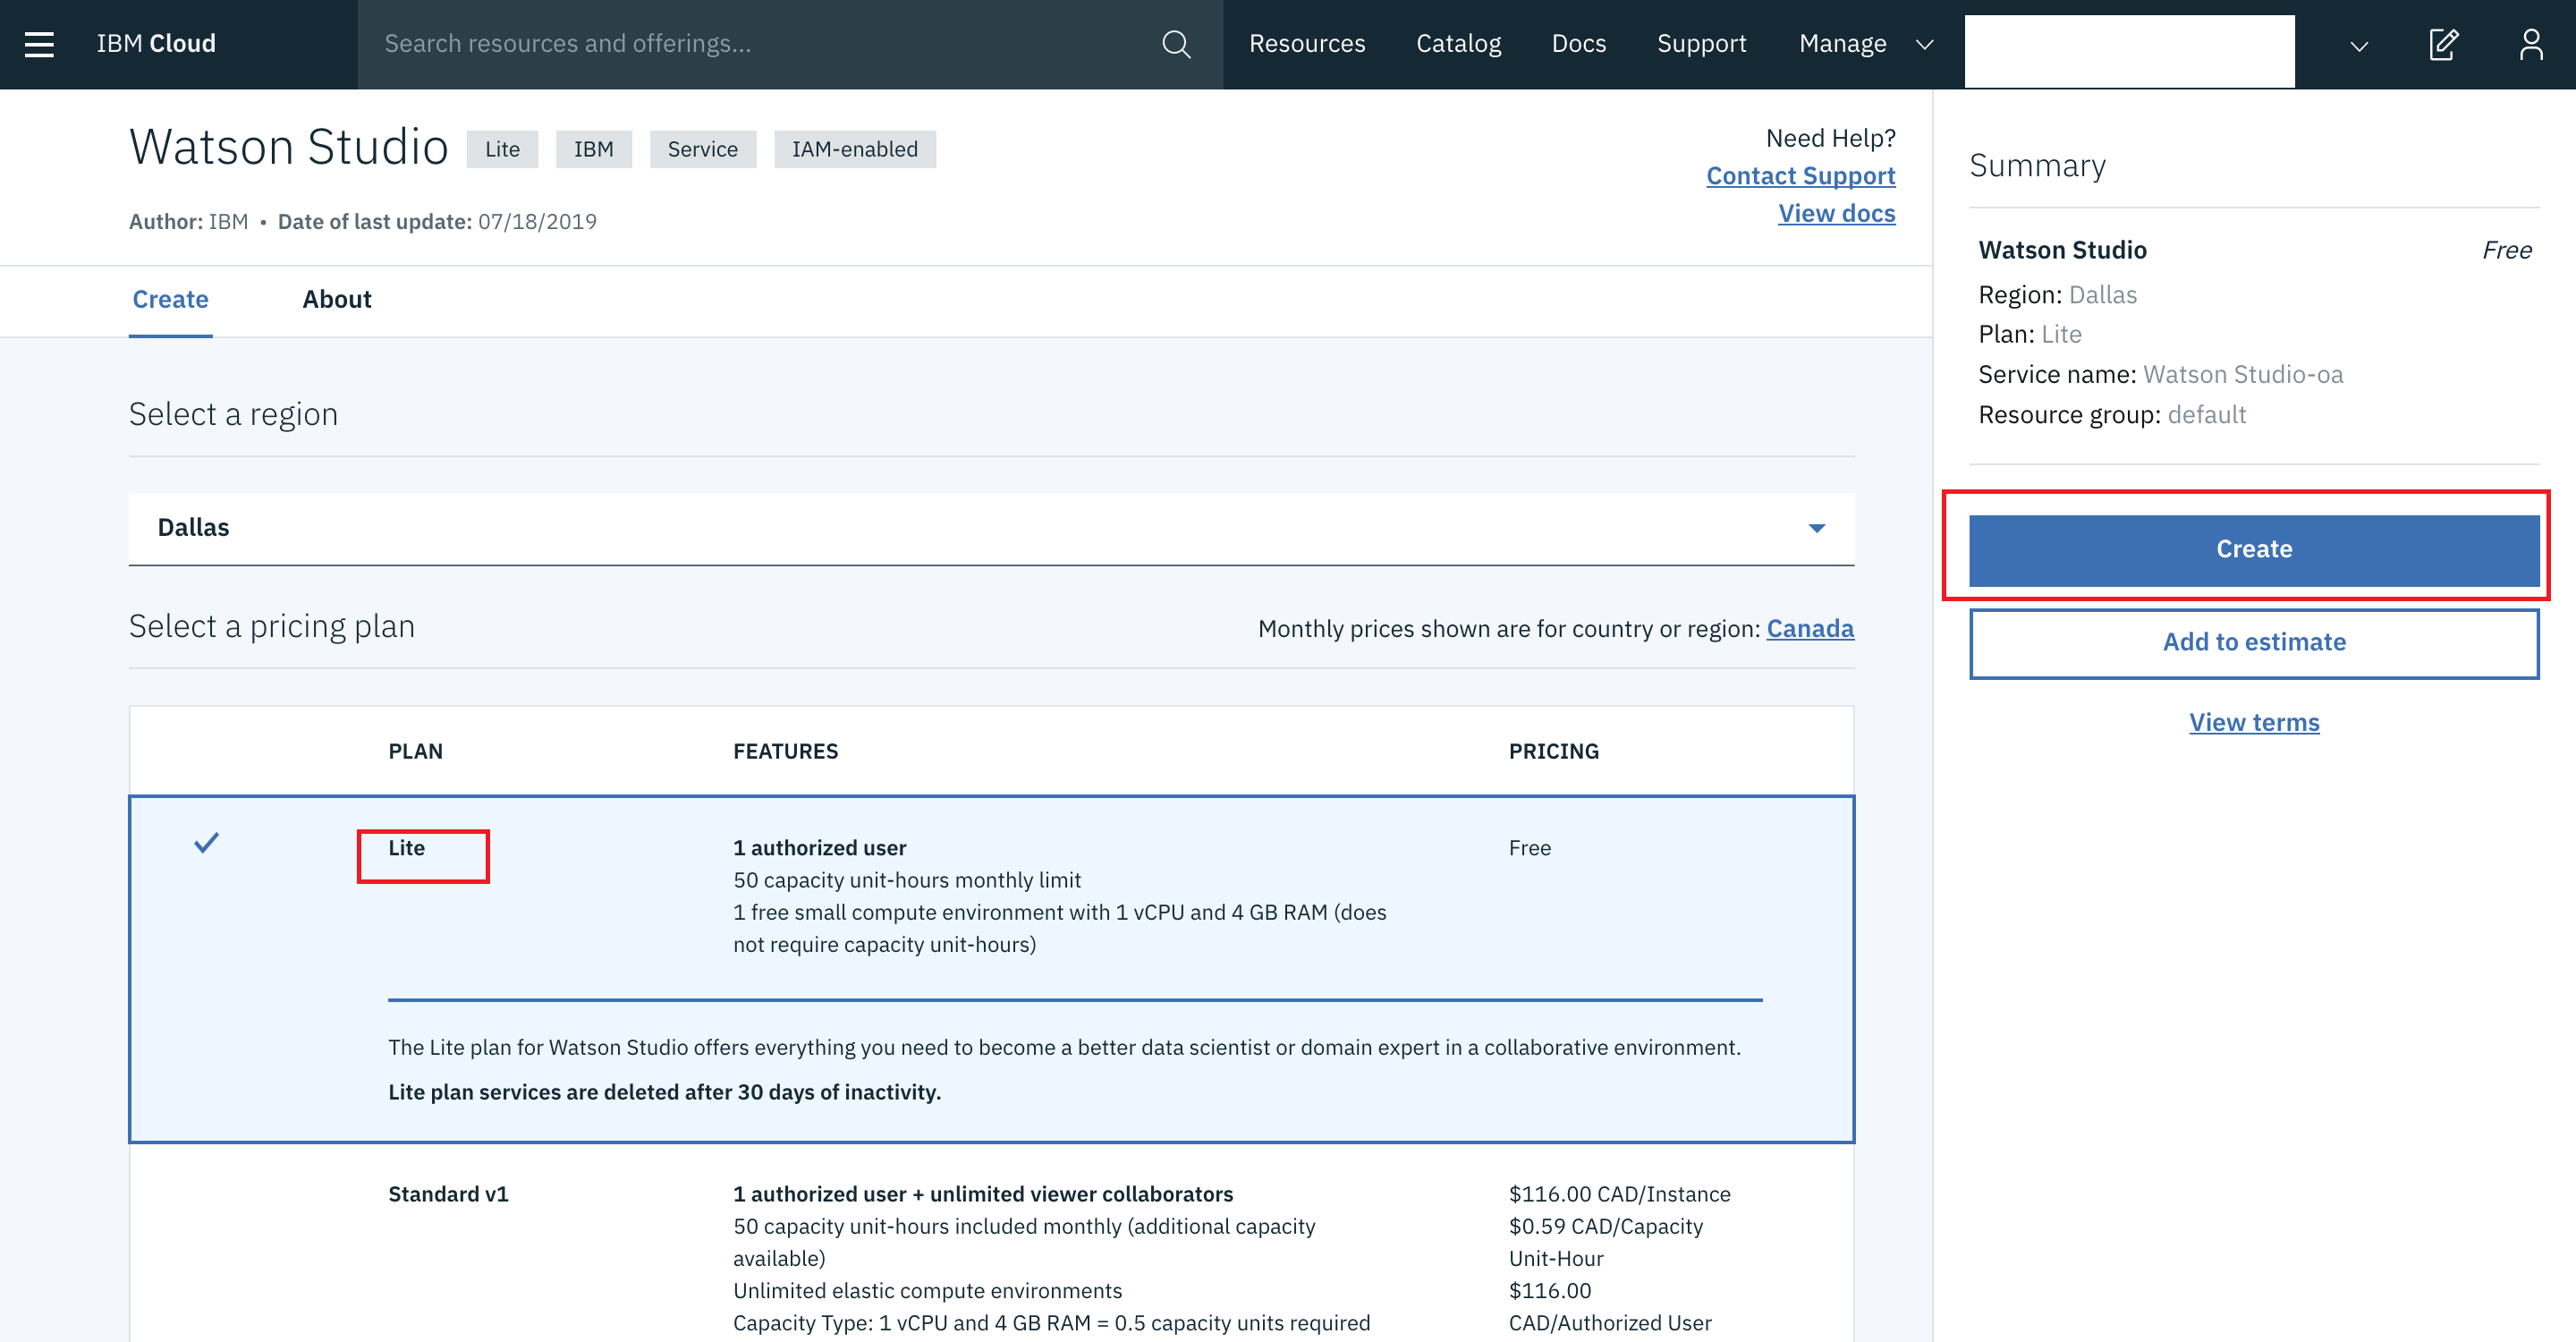 IBM Cloud
Search resources and offerings...
Resources
Catalog
Docs
Support
Manage
Watson Studio
Lite
IBM
Service
IAM-enabled
Author: IBM • Date of last update: 07/18/2019
Need Help?
Contact Support
View docs
Create
About
Select a region
Dallas
Select a pricing plan
Monthly prices shown are for country or region: Canada
PLAN
FEATURES
PRICING
Lite
1 authorized user
50 capacity unit-hours monthly limit
1 free small compute environment with 1 vCPU and 4 GB RAM (does
not require capacity unit-hours)
Free
The Lite plan for Watson Studio offers everything you need to become a better data scientist or domain expert in a collaborative environment.
Lite plan services are deleted after 30 days of inactivity.
Standard v1
1 authorized user + unlimited viewer collaborators
50 capacity unit-hours included monthly (additional capacity
available)
Unlimited elastic compute environments
Capacity Type: 1 vCPU and 4 GB RAM = 0.5 capacity units required
$116.00 CAD/Instance
$0.59 CAD/Capacity
Unit-Hour
$116.00
CAD/Authorized User
Summary
Watson Studio
Free
Region: Dallas
Plan: Lite
Service name: Watson Studio-oa
Resource group: default
Create
Add to estimate
View terms